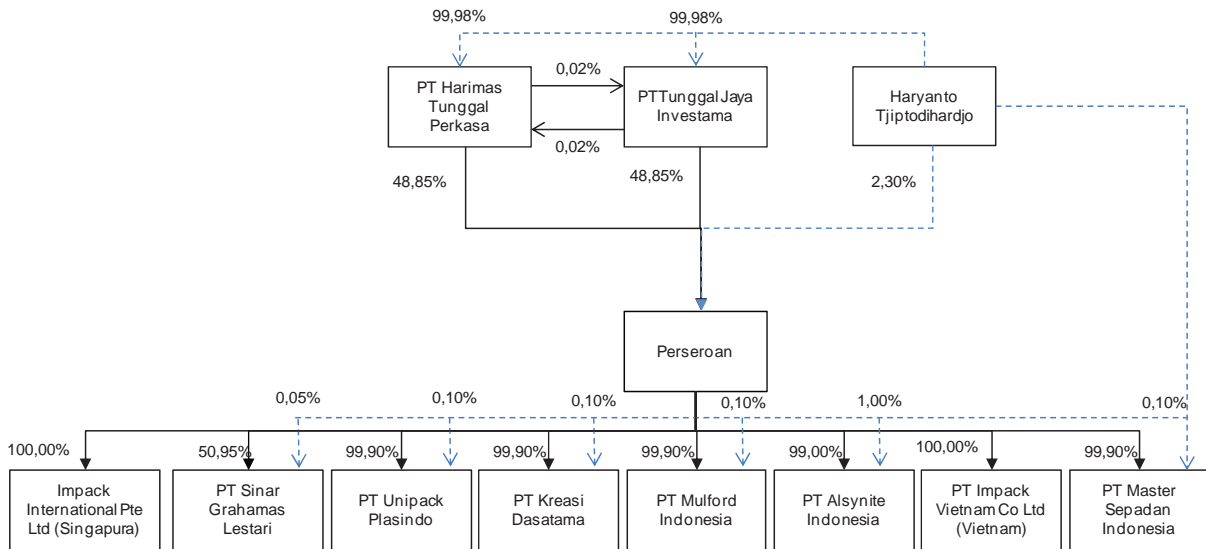 99,98%
99,98%
PT Harimas
Tunggal
Perkasa
0,02%
0,02%
PT Tunggal Jaya
Investama
Haryanto
Tjiptodihardjo
48,85%
48,85%
2,30%
Perseroan
0,05%
0,10%
0,10%
0,10%
1,00%
0,10%
100,00%
50,95%
99,90%
99,90%
99,90%
99,00%
100,00%
99,90%
Impack
International Pte
Ltd (Singapura)
PT Sinar
Grahamas
Lestari
PT Unipack
Plasindo
PT Kreasi
Dasatama
PT Mulford
Indonesia
PT Alsynite
Indonesia
PT Impack
Vietnam Co Ltd
(Vietnam)
PT Master
Sepadan
Indonesia